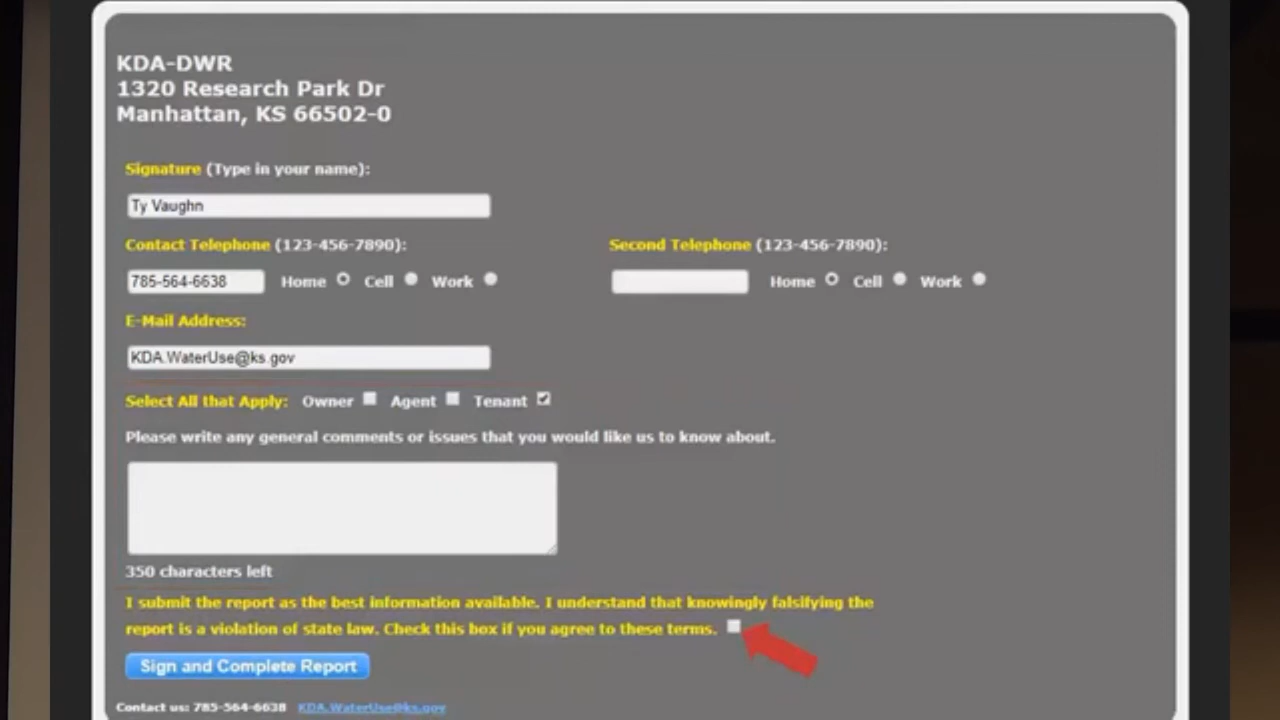 KDA-DWR
1320 Research Park Dr
Manhattan, KS 66502-0
Signature (Type in your name):
Ty Vaughn
Contact Telephone (123-456-7890): Second Telephone (123-456-7890):
785-564-6638 Home Cell Work Home Cell Work
E-Mail Address:
KDA.WaterUse@ks.gov
Select All that Apply: Owner Agent Tenant
Please write any general comments or issues that you would like us to know about.
350 characters left
I submit the report as the best information available. I understand that knowingly falsifying the
report is a violation of state law. Check this box if you agree to these terms.
Sign and Complete Report
Contact us: 785-564-6638 KDA.WaterUse@ks.gov